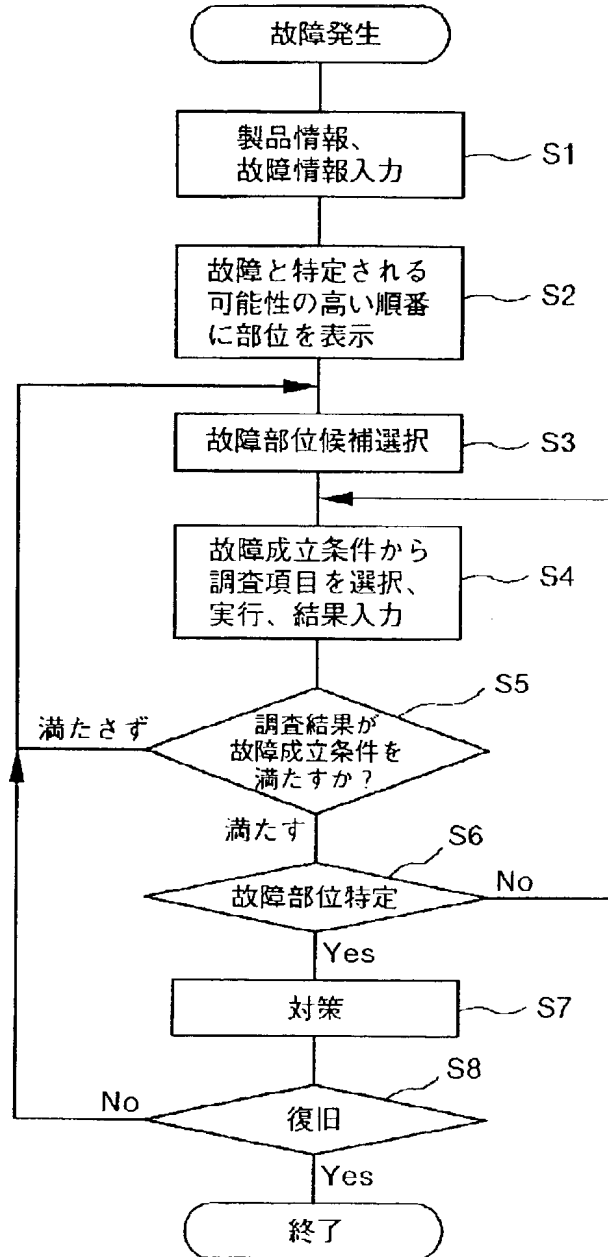 故障発生
製品情報、
故障情報入力
S1
故障と特定される
可能性の高い順番
に部位を表示
S2
故障部位候補選択
S3
故障成立条件から
調査項目を選択、
実行、結果入力
S4
S5
満たさず
調査結果が
故障成立条件を
満たすか？
満たす
S6
故障部位特定
No
Yes
対策
S7
S8
No
復旧
Yes
終了